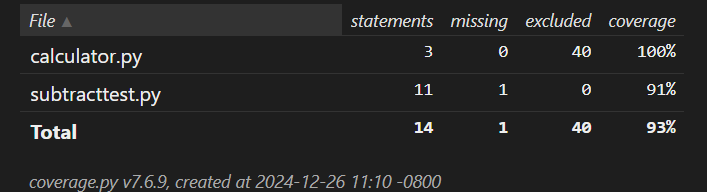 File ▲ statements missing excluded coverage
calculator.py 3 0 40 100%
subtracttest.py 11 1 0 91%
Total 14 1 40 93%
coverage.py v7.6.9, created at 2024-12-26 11:10 -0800